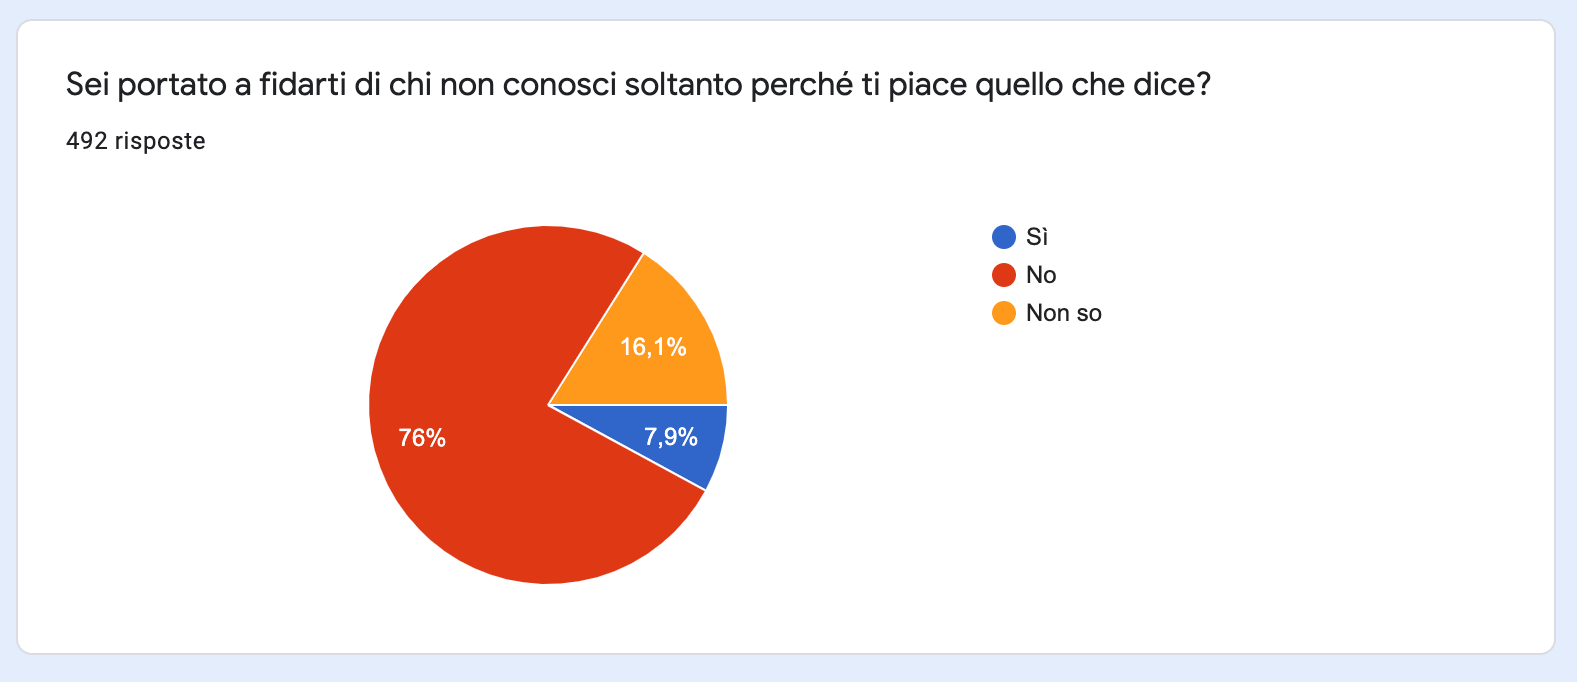 Sei portato a fidarti di chi non conosci soltanto perché ti piace quello che dice?
492 risposte
Sì
No
Non so
16,1%
7,9%
76%